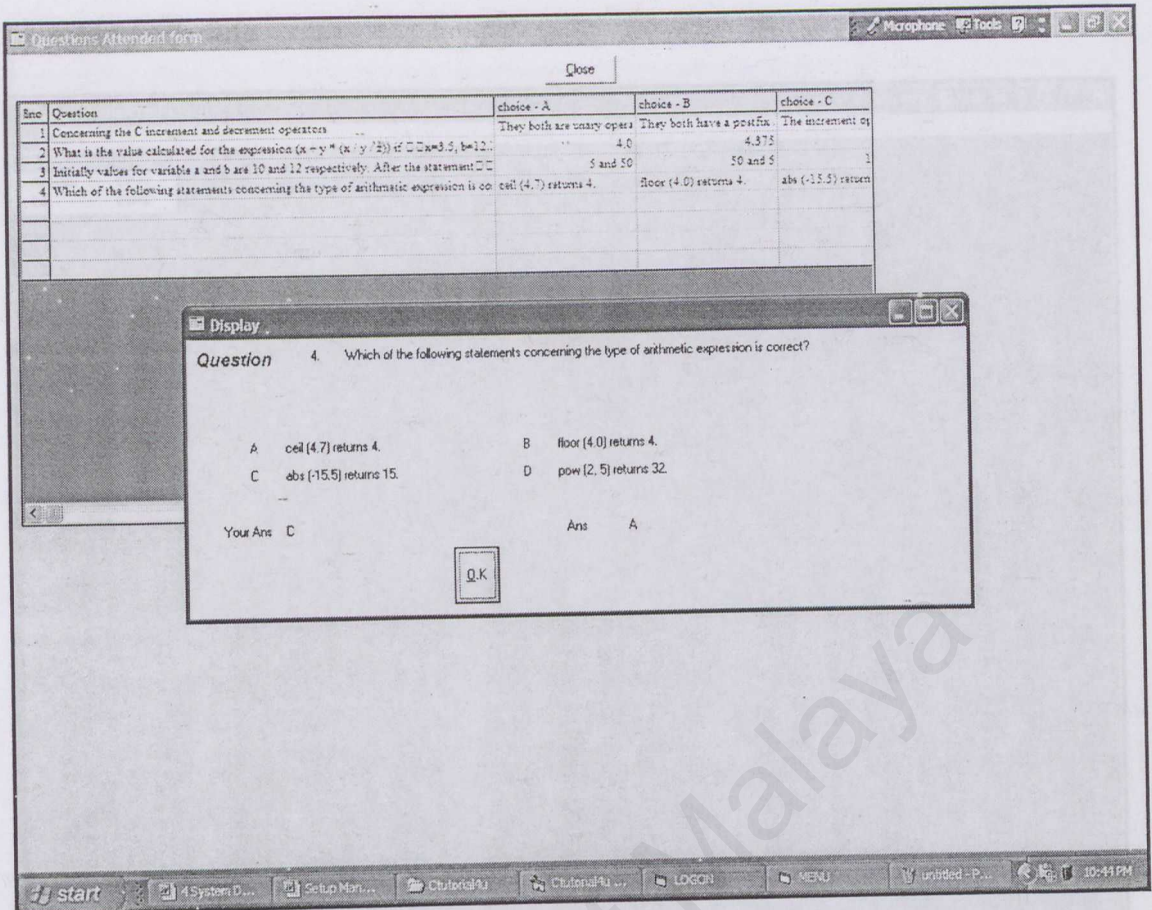 Questions Attended form
Microphone Tools
Close
Sno Question choice - A choice - B choice - C
1 Concerning the C increment and decrement operators They both are unary opera They both have a postfix The increment op
2 What is the value calculated for the expression if x=3.5, b=12. 4.0 4.375
3 Initially values for variable a and b are 10 and 12 respectively. After the statement 5 and 50 50 and 5 1
4 Which of the following statements concerning the type of arithmetic expression is co ceil (4.7) returns 4. floor (4.0) returns 4. abs (-15.5) return
Display
Question 4. Which of the following statements concerning the type of arithmetic expression is correct?
A ceil (4.7) returns 4. B floor (4.0) returns 4.
C abs (-15.5) returns 15. D pow (2, 5) returns 32.
Your Ans C Ans A
O.K
start 4 System D... Setup Man... Ctutorial4u Ctutorial4u ... LOGON MENU untitled - P... 10:44 PM
Malaya